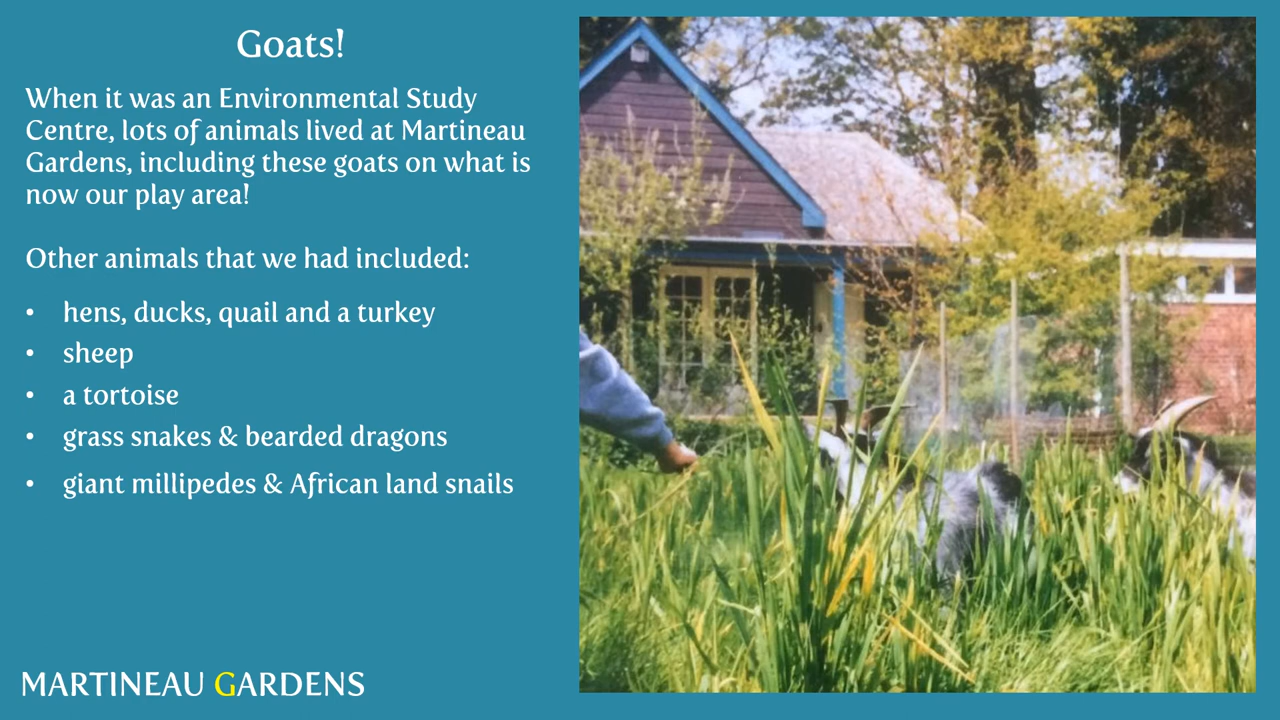 Goats!
When it was an Environmental Study
Centre, lots of animals lived at Martineau
Gardens, including these goats on what is
now our play area!
Other animals that we had included:
• hens, ducks, quail and a turkey
• sheep
• a tortoise
• grass snakes & bearded dragons
• giant millipedes & African land snails
MARTINEAU GARDENS